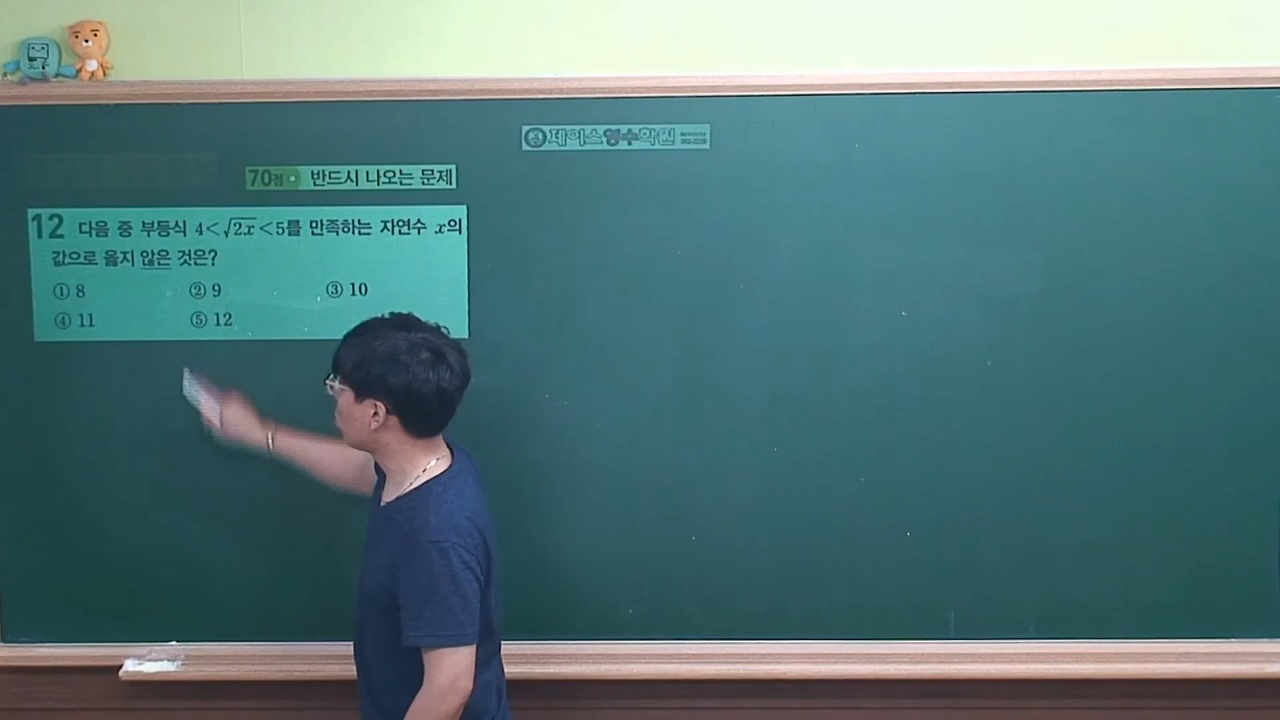 제이스영수학원
70점 반드시 나오는 문제
12 다음 중 부등식 4<√2x<5를 만족하는 자연수 x의
값으로 옳지 않은 것은?
① 8 ② 9 ③ 10
④ 11 ⑤ 12